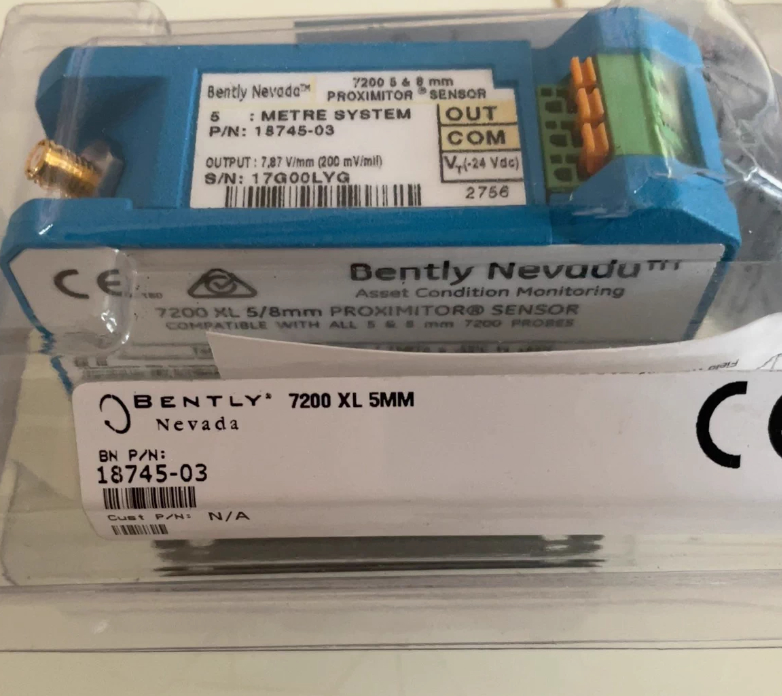 Bently Nevada™ 7200 5 & 8 mm
PROXIMITOR ® SENSOR
5 : METRE SYSTEM
P/N: 18745-03
OUTPUT : 7,87 V/mm (200 mV/mil)
S/N: 17G00LYG
OUT
COM
VT(-24 Vdc)
2756
CE
Bently Nevada™
Asset Condition Monitoring
7200 XL 5/8mm PROXIMITOR® SENSOR
COMPATIBLE WITH ALL 5 & 8 mm 7200 PROBES
BENTLY® 7200 XL 5MM
Nevada
BN P/N:
18745-03
Cust P/N: N/A
CE